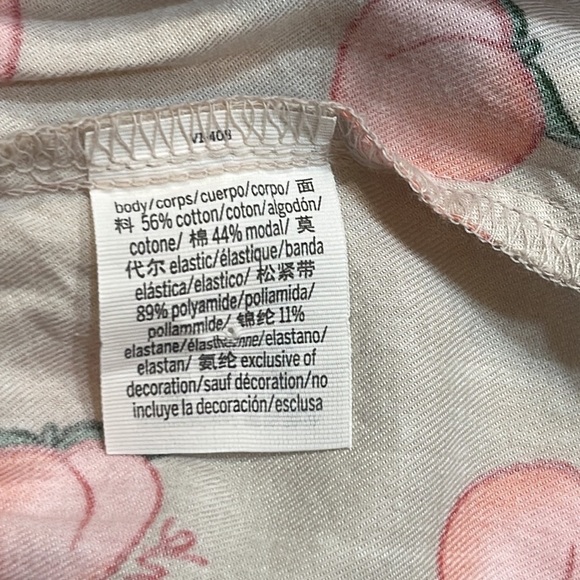 V1 409
body/corps/cuerpo/corpo/ 面
料 56% cotton/coton/algodón/
cotone/ 棉 44% modal/ 莫
代尔 elastic/élastique/banda
elástica/elastico/ 松紧带
89% polyamide/poliamida/
poliammide/ 锦纶 11%
elastane/élasthanne/elastano/
elastan/ 氨纶 exclusive of
decoration/sauf décoration/no
incluye la decoración/esclusa